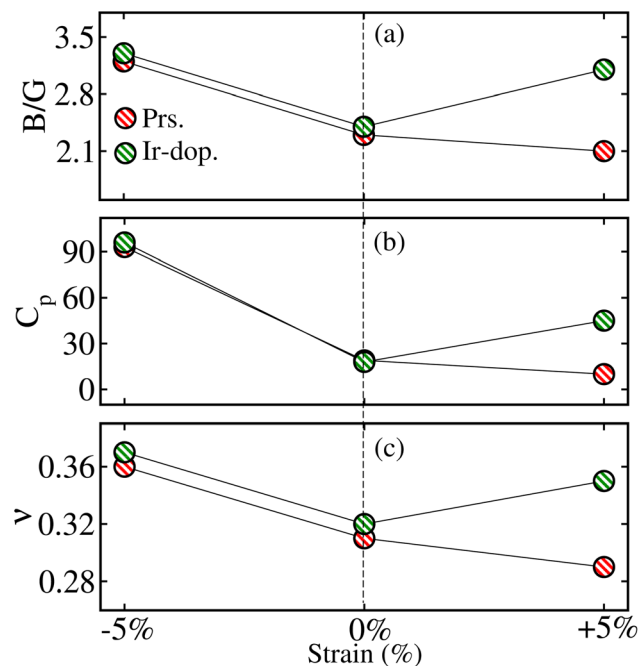 (a)
3.5
2.8
2.1
B/G
Prs.
Ir-dop.
(b)
90
60
30
0
Cp
(c)
0.36
0.32
0.28
ν
-5% 0% +5%
Strain (%)